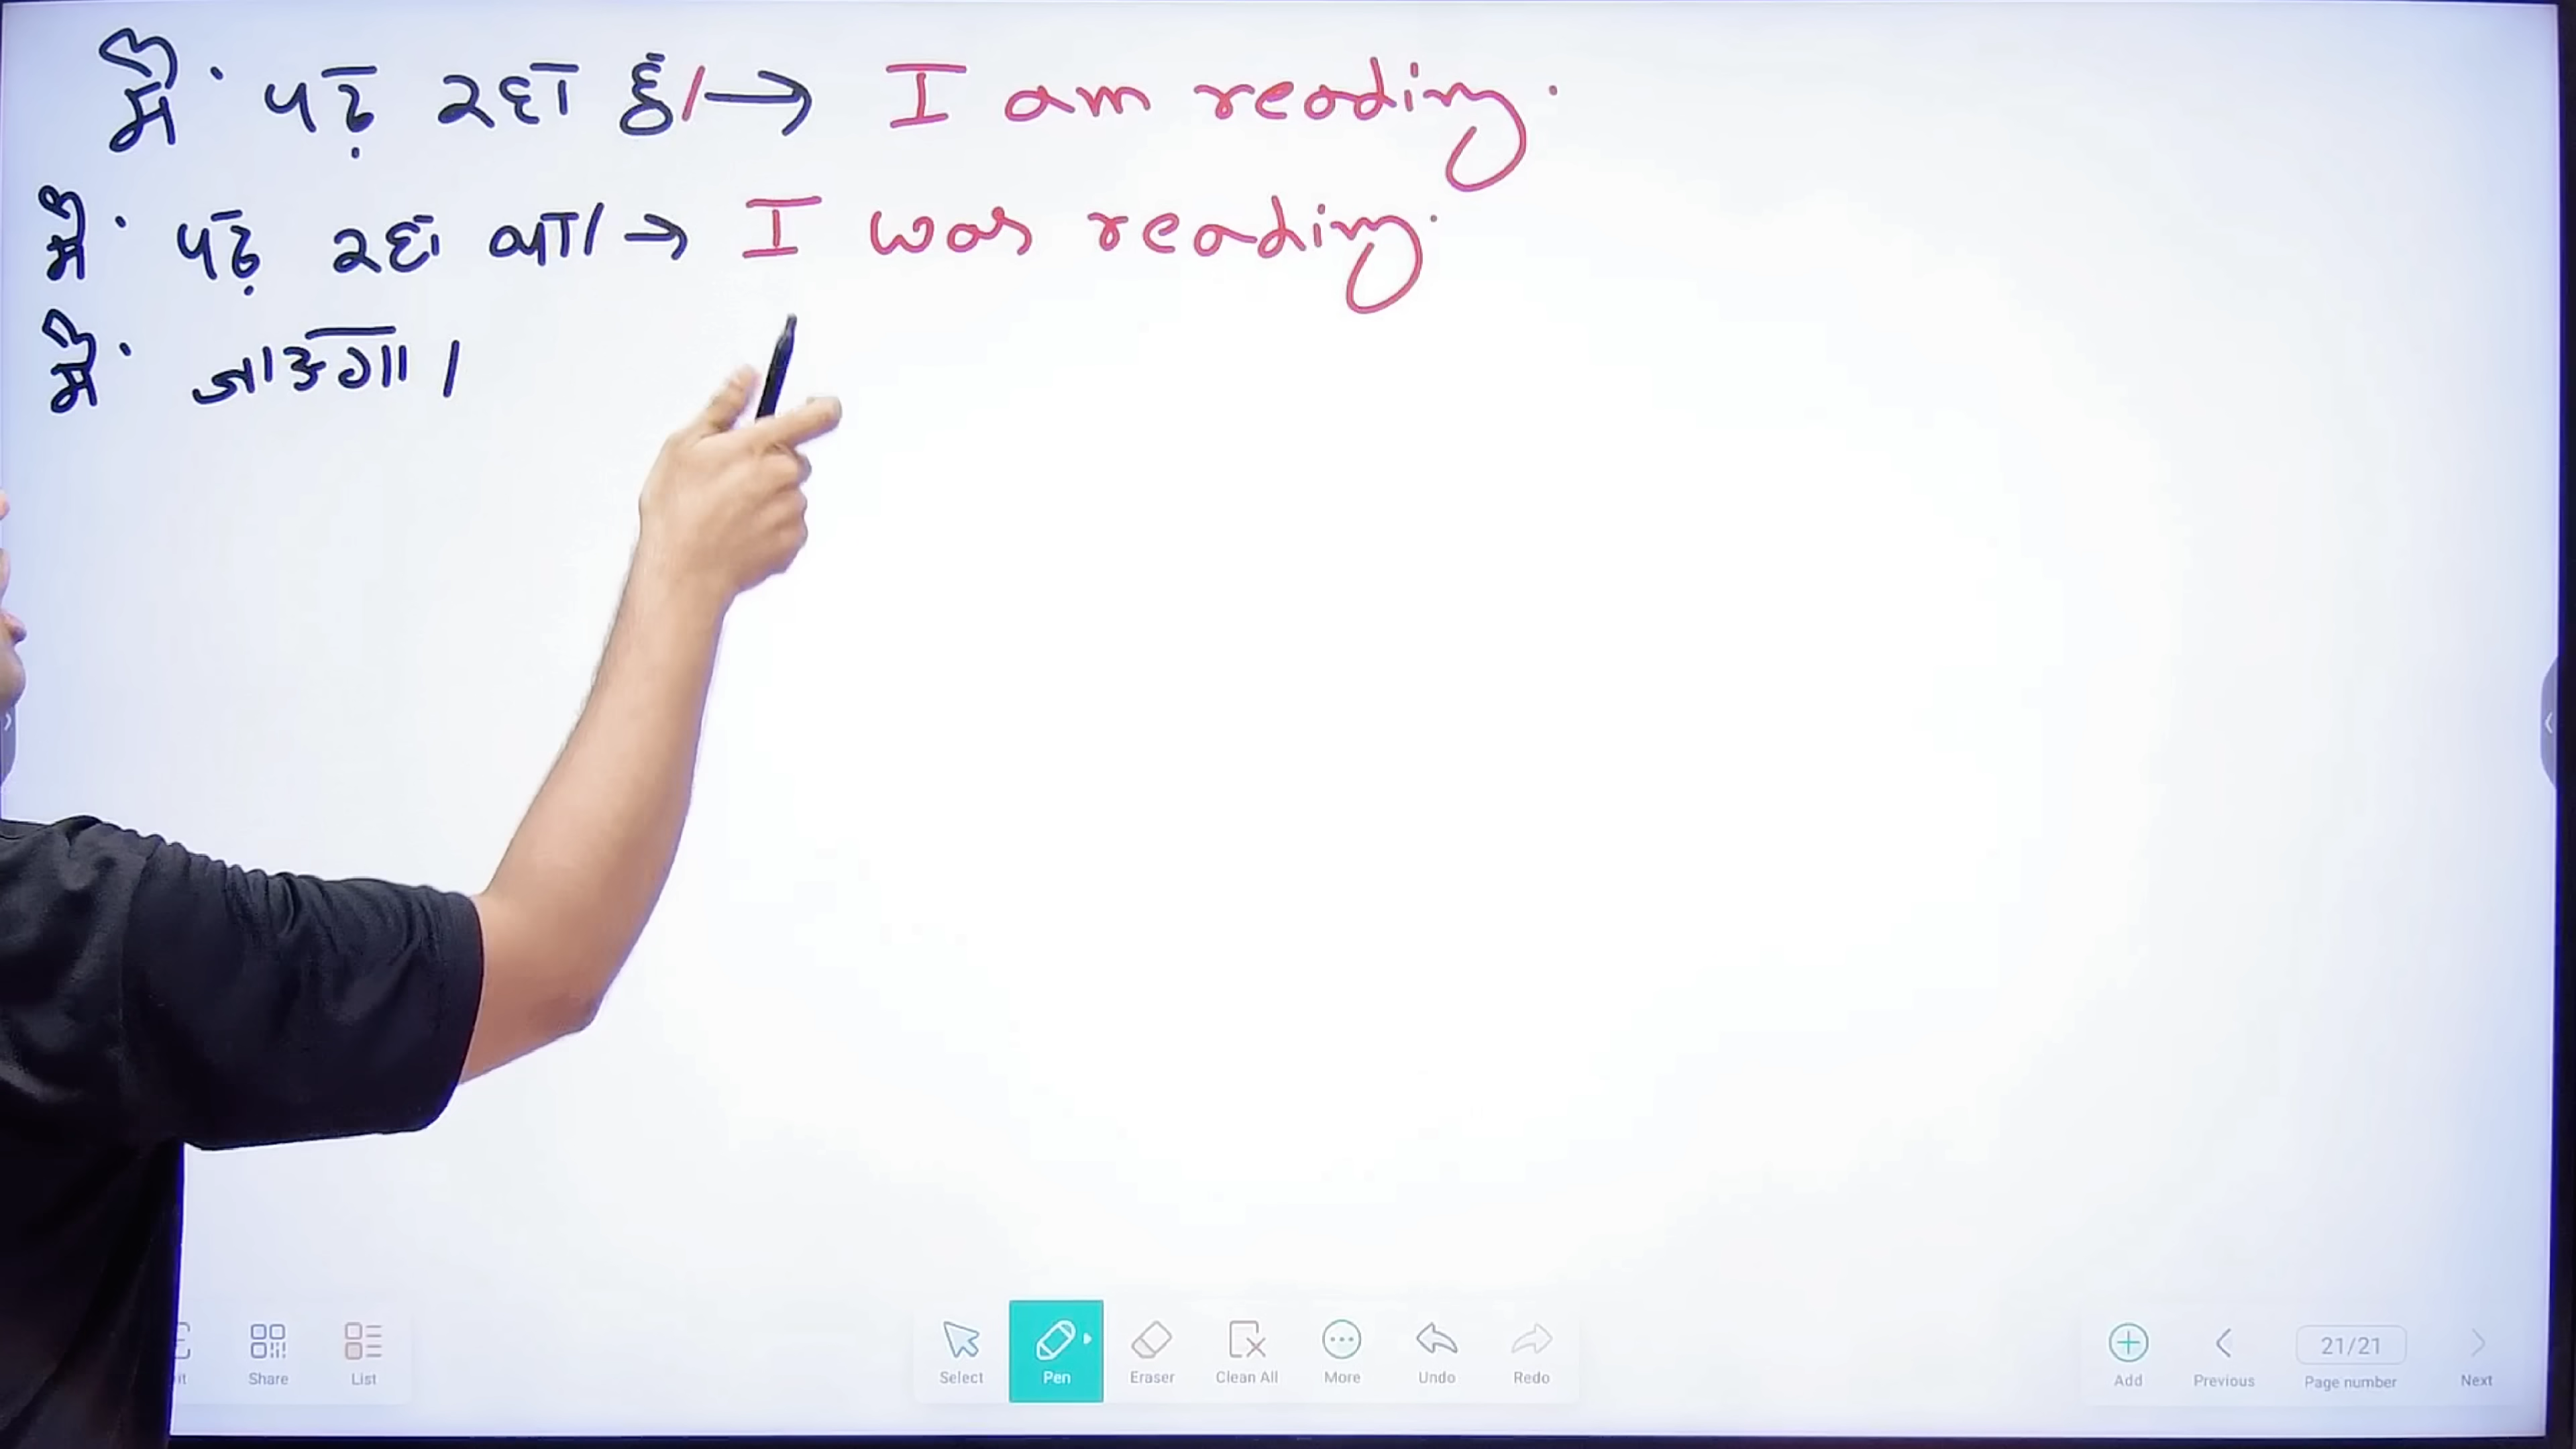 मैं पढ़ रहा हूँ। → I am reading.
मैं पढ़ रहा था। → I was reading.
मैं जाऊंगा।
Share
List
Select
Pen
Eraser
Clean All
More
Undo
Redo
Add
Previous
21/21
Page number
Next